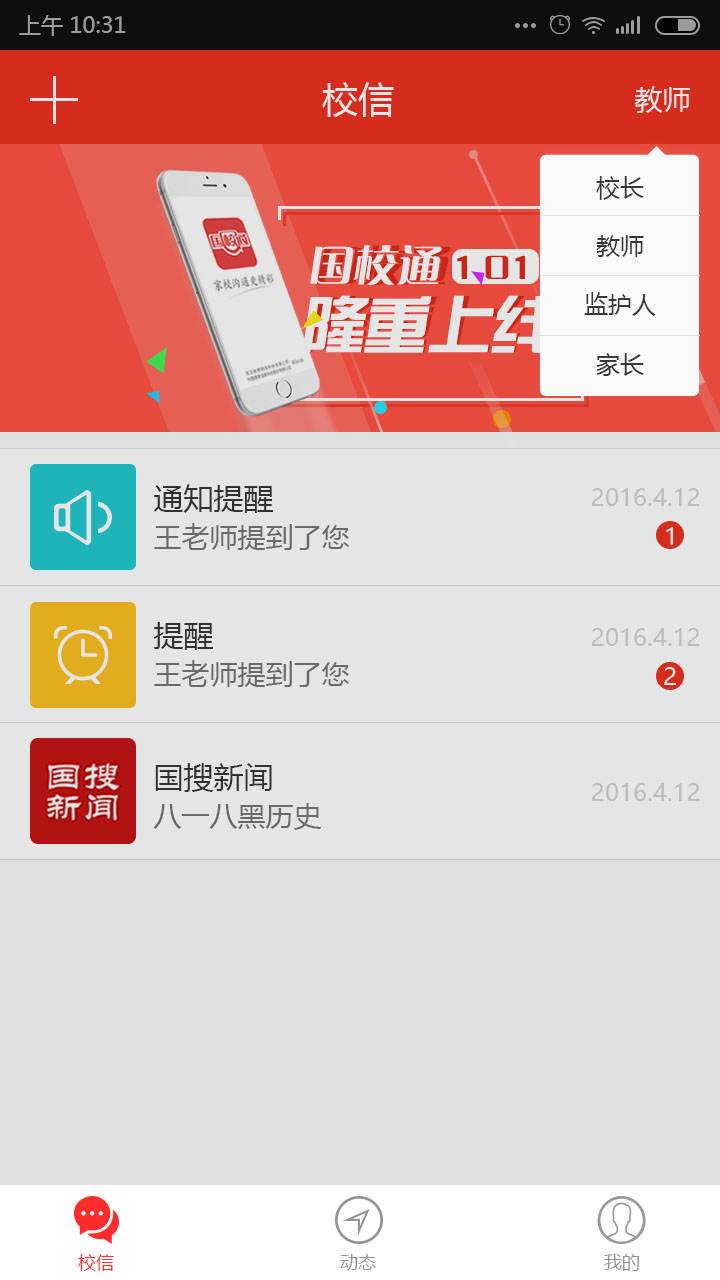 上午 10:31
校信
教师
校长
教师
监护人
家长
国校通 1.01
隆重上线
国校通
家校沟通更精彩
通知提醒
2016.4.12
王老师提到了您
1
提醒
2016.4.12
王老师提到了您
2
国搜
新闻
国搜新闻
2016.4.12
八一八黑历史
校信
动态
我的